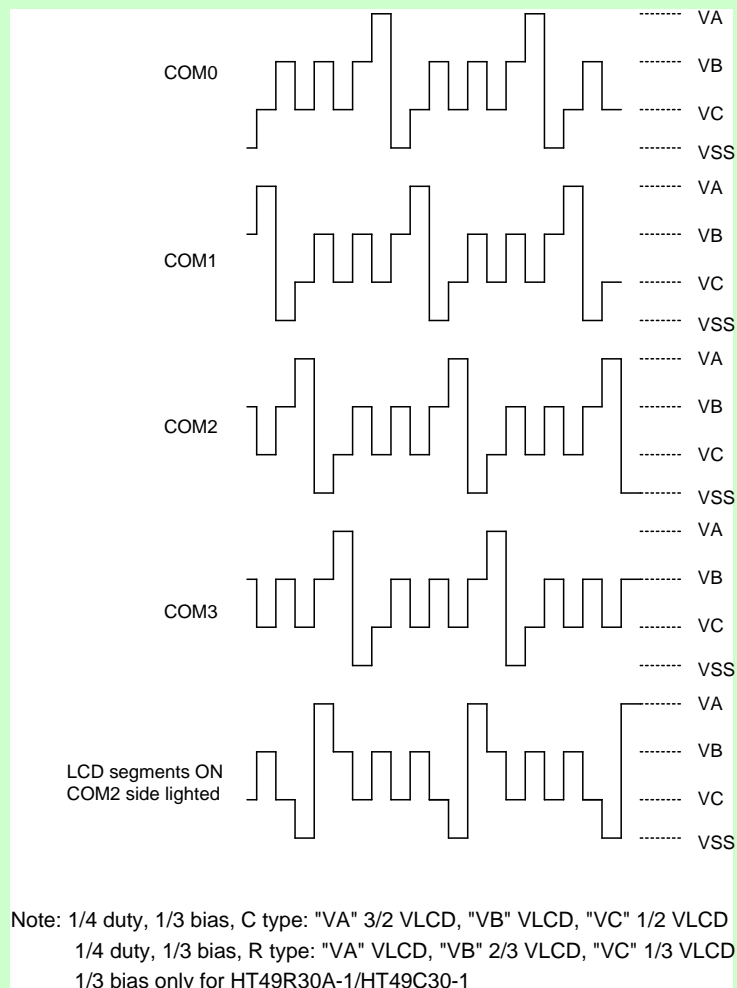 VA
COM0
VB
VC
VSS
VA
VB
COM1
VC
VSS
VA
VB
COM2
VC
VSS
VA
VB
COM3
VC
VSS
VA
VB
LCD segments ON
COM2 side lighted
VC
VSS
Note: 1/4 duty, 1/3 bias, C type: "VA" 3/2 VLCD, "VB" VLCD, "VC" 1/2 VLCD
1/4 duty, 1/3 bias, R type: "VA" VLCD, "VB" 2/3 VLCD, "VC" 1/3 VLCD
1/3 bias only for HT49R30A-1/HT49C30-1